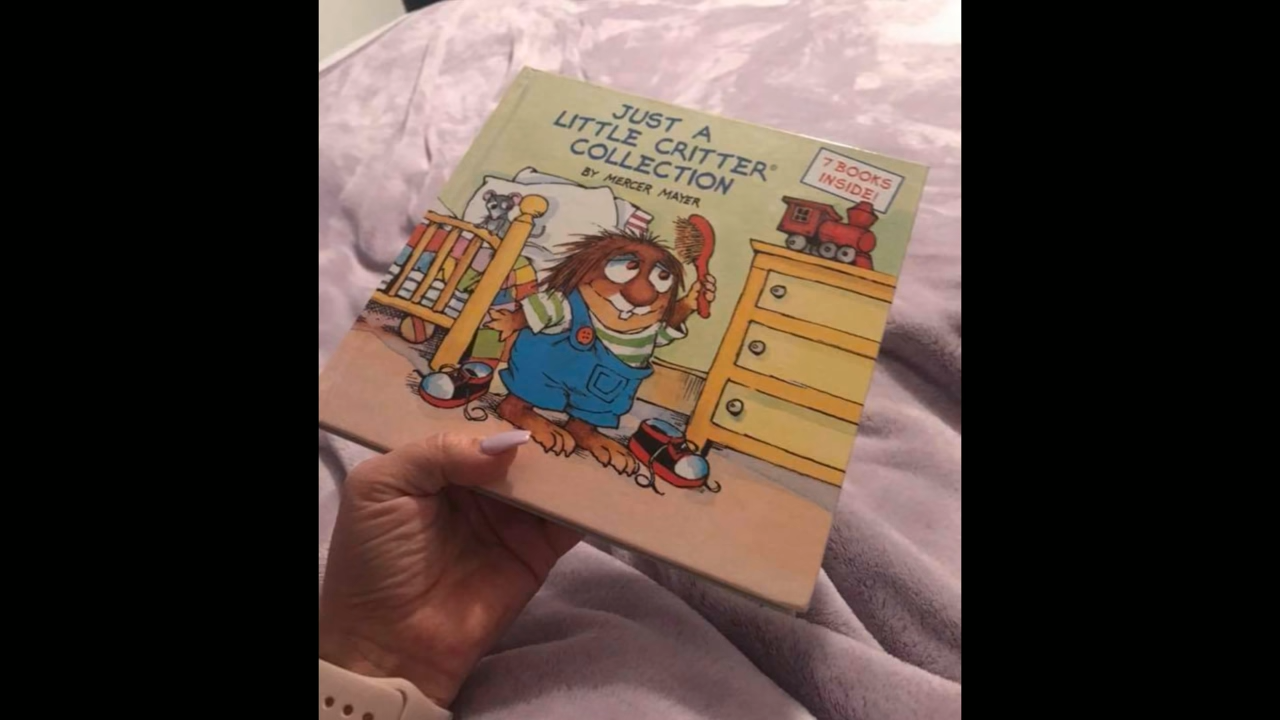 JUST A
LITTLE CRITTER®
COLLECTION
BY MERCER MAYER
7 BOOKS
INSIDE!